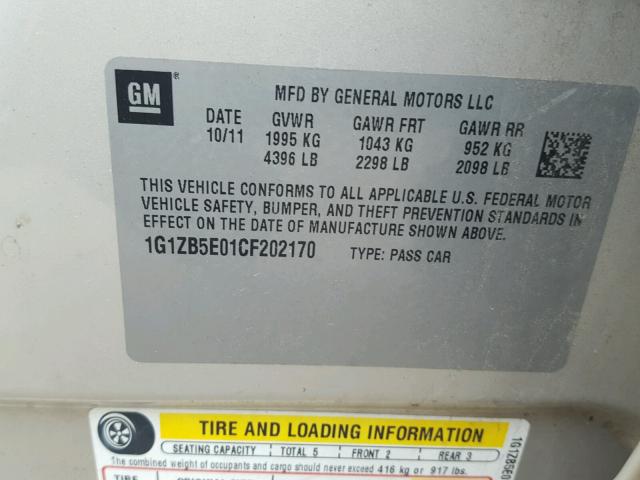 GM ®
MFD BY GENERAL MOTORS LLC
DATE GVWR GAWR FRT GAWR RR
10/11 1995 KG 1043 KG 952 KG
4396 LB 2298 LB 2098 LB
THIS VEHICLE CONFORMS TO ALL APPLICABLE U.S. FEDERAL MOTOR
VEHICLE SAFETY, BUMPER, AND THEFT PREVENTION STANDARDS IN
EFFECT ON THE DATE OF MANUFACTURE SHOWN ABOVE.
1G1ZB5E01CF202170 TYPE: PASS CAR
TIRE AND LOADING INFORMATION
SEATING CAPACITY TOTAL 5 FRONT 2 REAR 3
The combined weight of occupants and cargo should never exceed 416 kg or 917 lbs.
TIRE
1G1ZB5E0